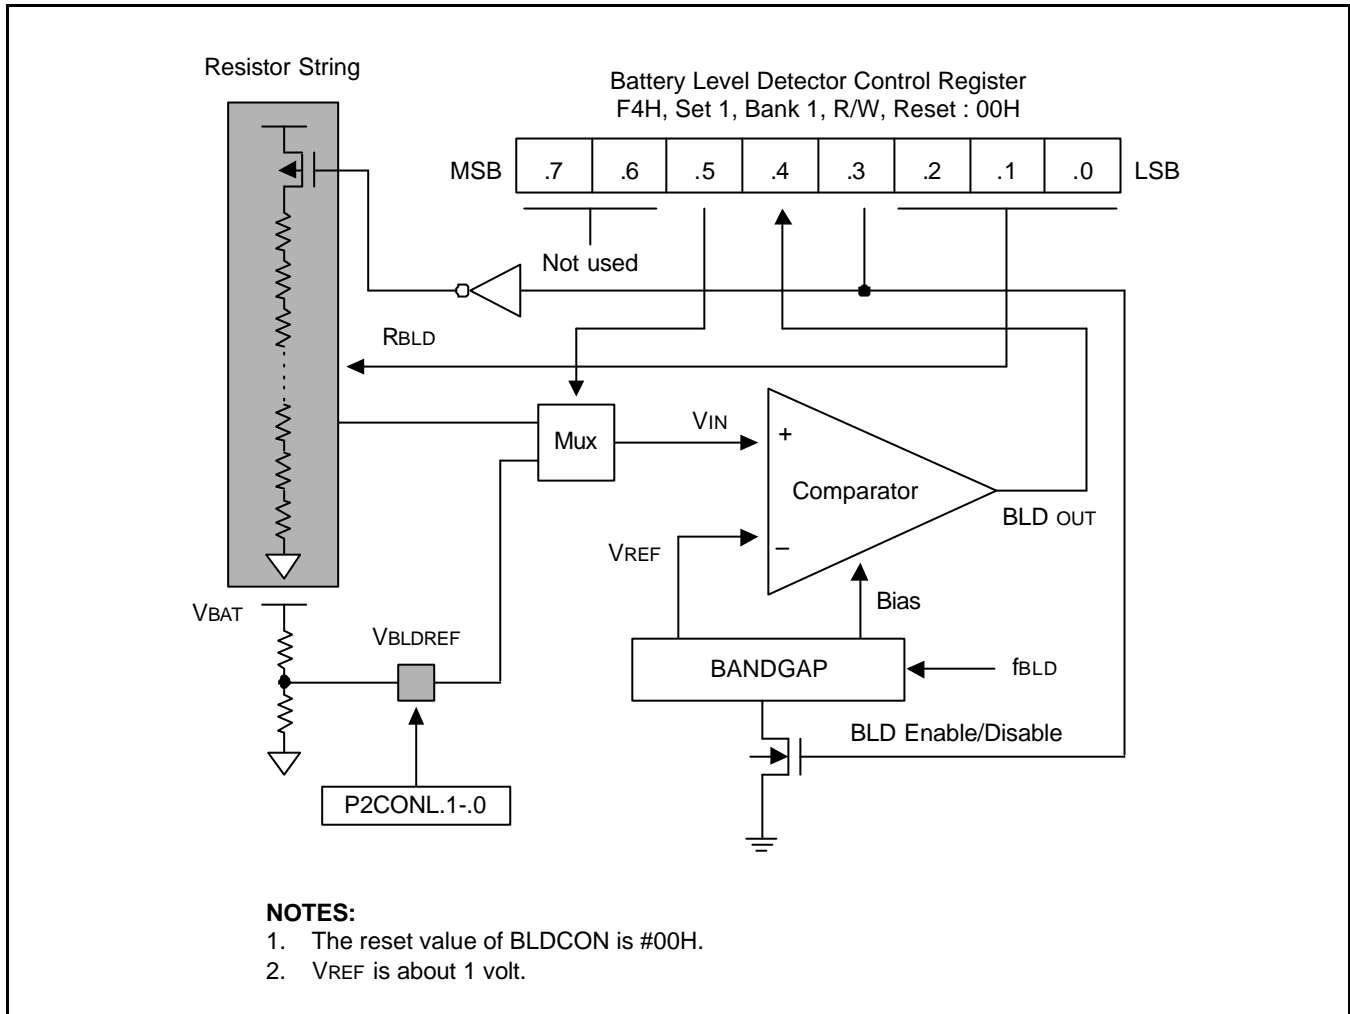 Resistor String
Battery Level Detector Control Register
F4H, Set 1, Bank 1, R/W, Reset : 00H
MSB .7 .6 .5 .4 .3 .2 .1 .0 LSB
Not used
RBLD
Mux
VIN
+
Comparator
−
BLD OUT
VREF
Bias
VBAT
VBLDREF
BANDGAP
fBLD
BLD Enable/Disable
P2CONL.1-.0
NOTES:
1. The reset value of BLDCON is #00H.
2. VREF is about 1 volt.